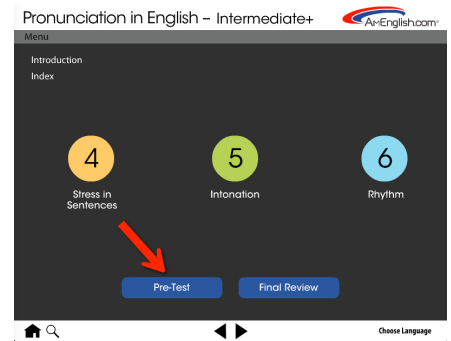 Pronunciation in English – Intermediate+
AmEnglish.com®
Menu
Introduction
Index
4
5
6
Stress in
Sentences
Intonation
Rhythm
Pre-Test
Final Review
Choose Language